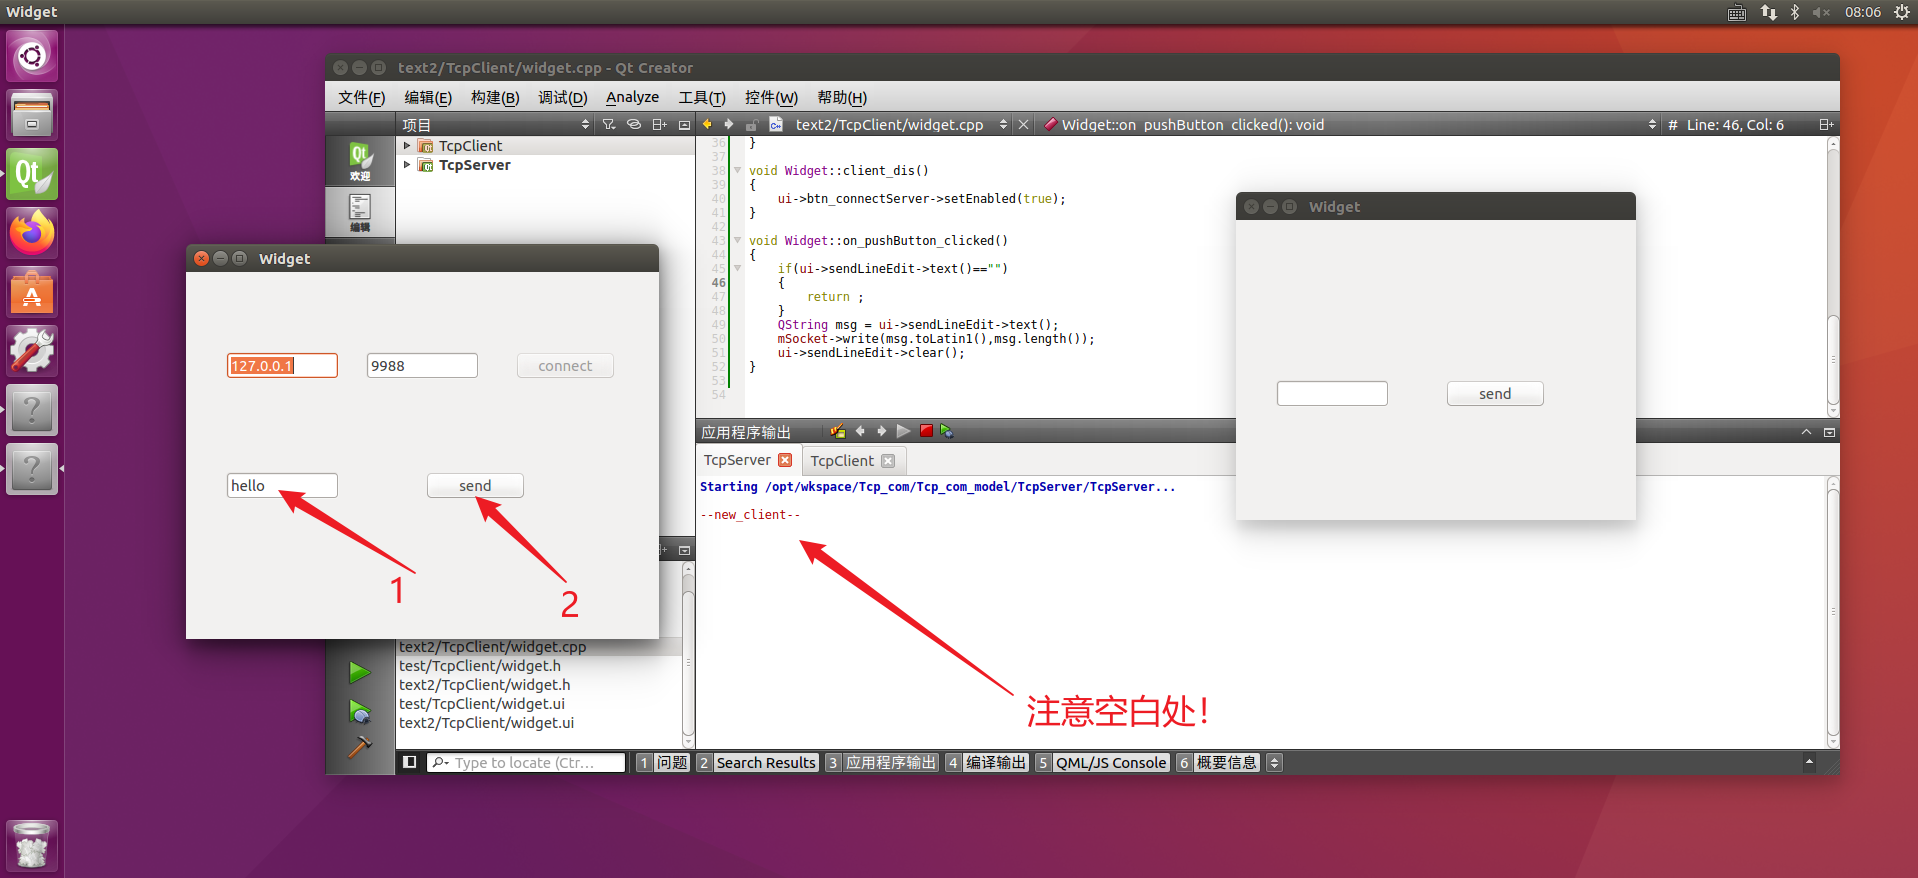 Widget
08:06
text2/TcpClient/widget.cpp - Qt Creator
文件(F) 编辑(E) 构建(B) 调试(D) Analyze 工具(T) 控件(W) 帮助(H)
项目
text2/TcpClient/widget.cpp
Widget::on_pushButton_clicked(): void
# Line: 46, Col: 6
Qt
欢迎
编辑
TcpClient
TcpServer
36 }
37
38 void Widget::client_dis()
39 {
40 ui->btn_connectServer->setEnabled(true);
41 }
42
43 void Widget::on_pushButton_clicked()
44 {
45 if(ui->sendLineEdit->text()=="")
46 {
47 return ;
48 }
49 QString msg = ui->sendLineEdit->text();
50 mSocket->write(msg.toLatin1(),msg.length());
51 ui->sendLineEdit->clear();
52 }
53
54
Widget
127.0.0.1
9988
connect
hello
send
1
2
Widget
send
应用程序输出
TcpServer
TcpClient
Starting /opt/wkspace/Tcp_com/Tcp_com_model/TcpServer/TcpServer...
--new_client--
注意空白处！
text2/TcpClient/widget.cpp
test/TcpClient/widget.h
text2/TcpClient/widget.h
test/TcpClient/widget.ui
text2/TcpClient/widget.ui
Type to locate (Ctr...
1 问题
2 Search Results
3 应用程序输出
4 编译输出
5 QML/JS Console
6 概要信息